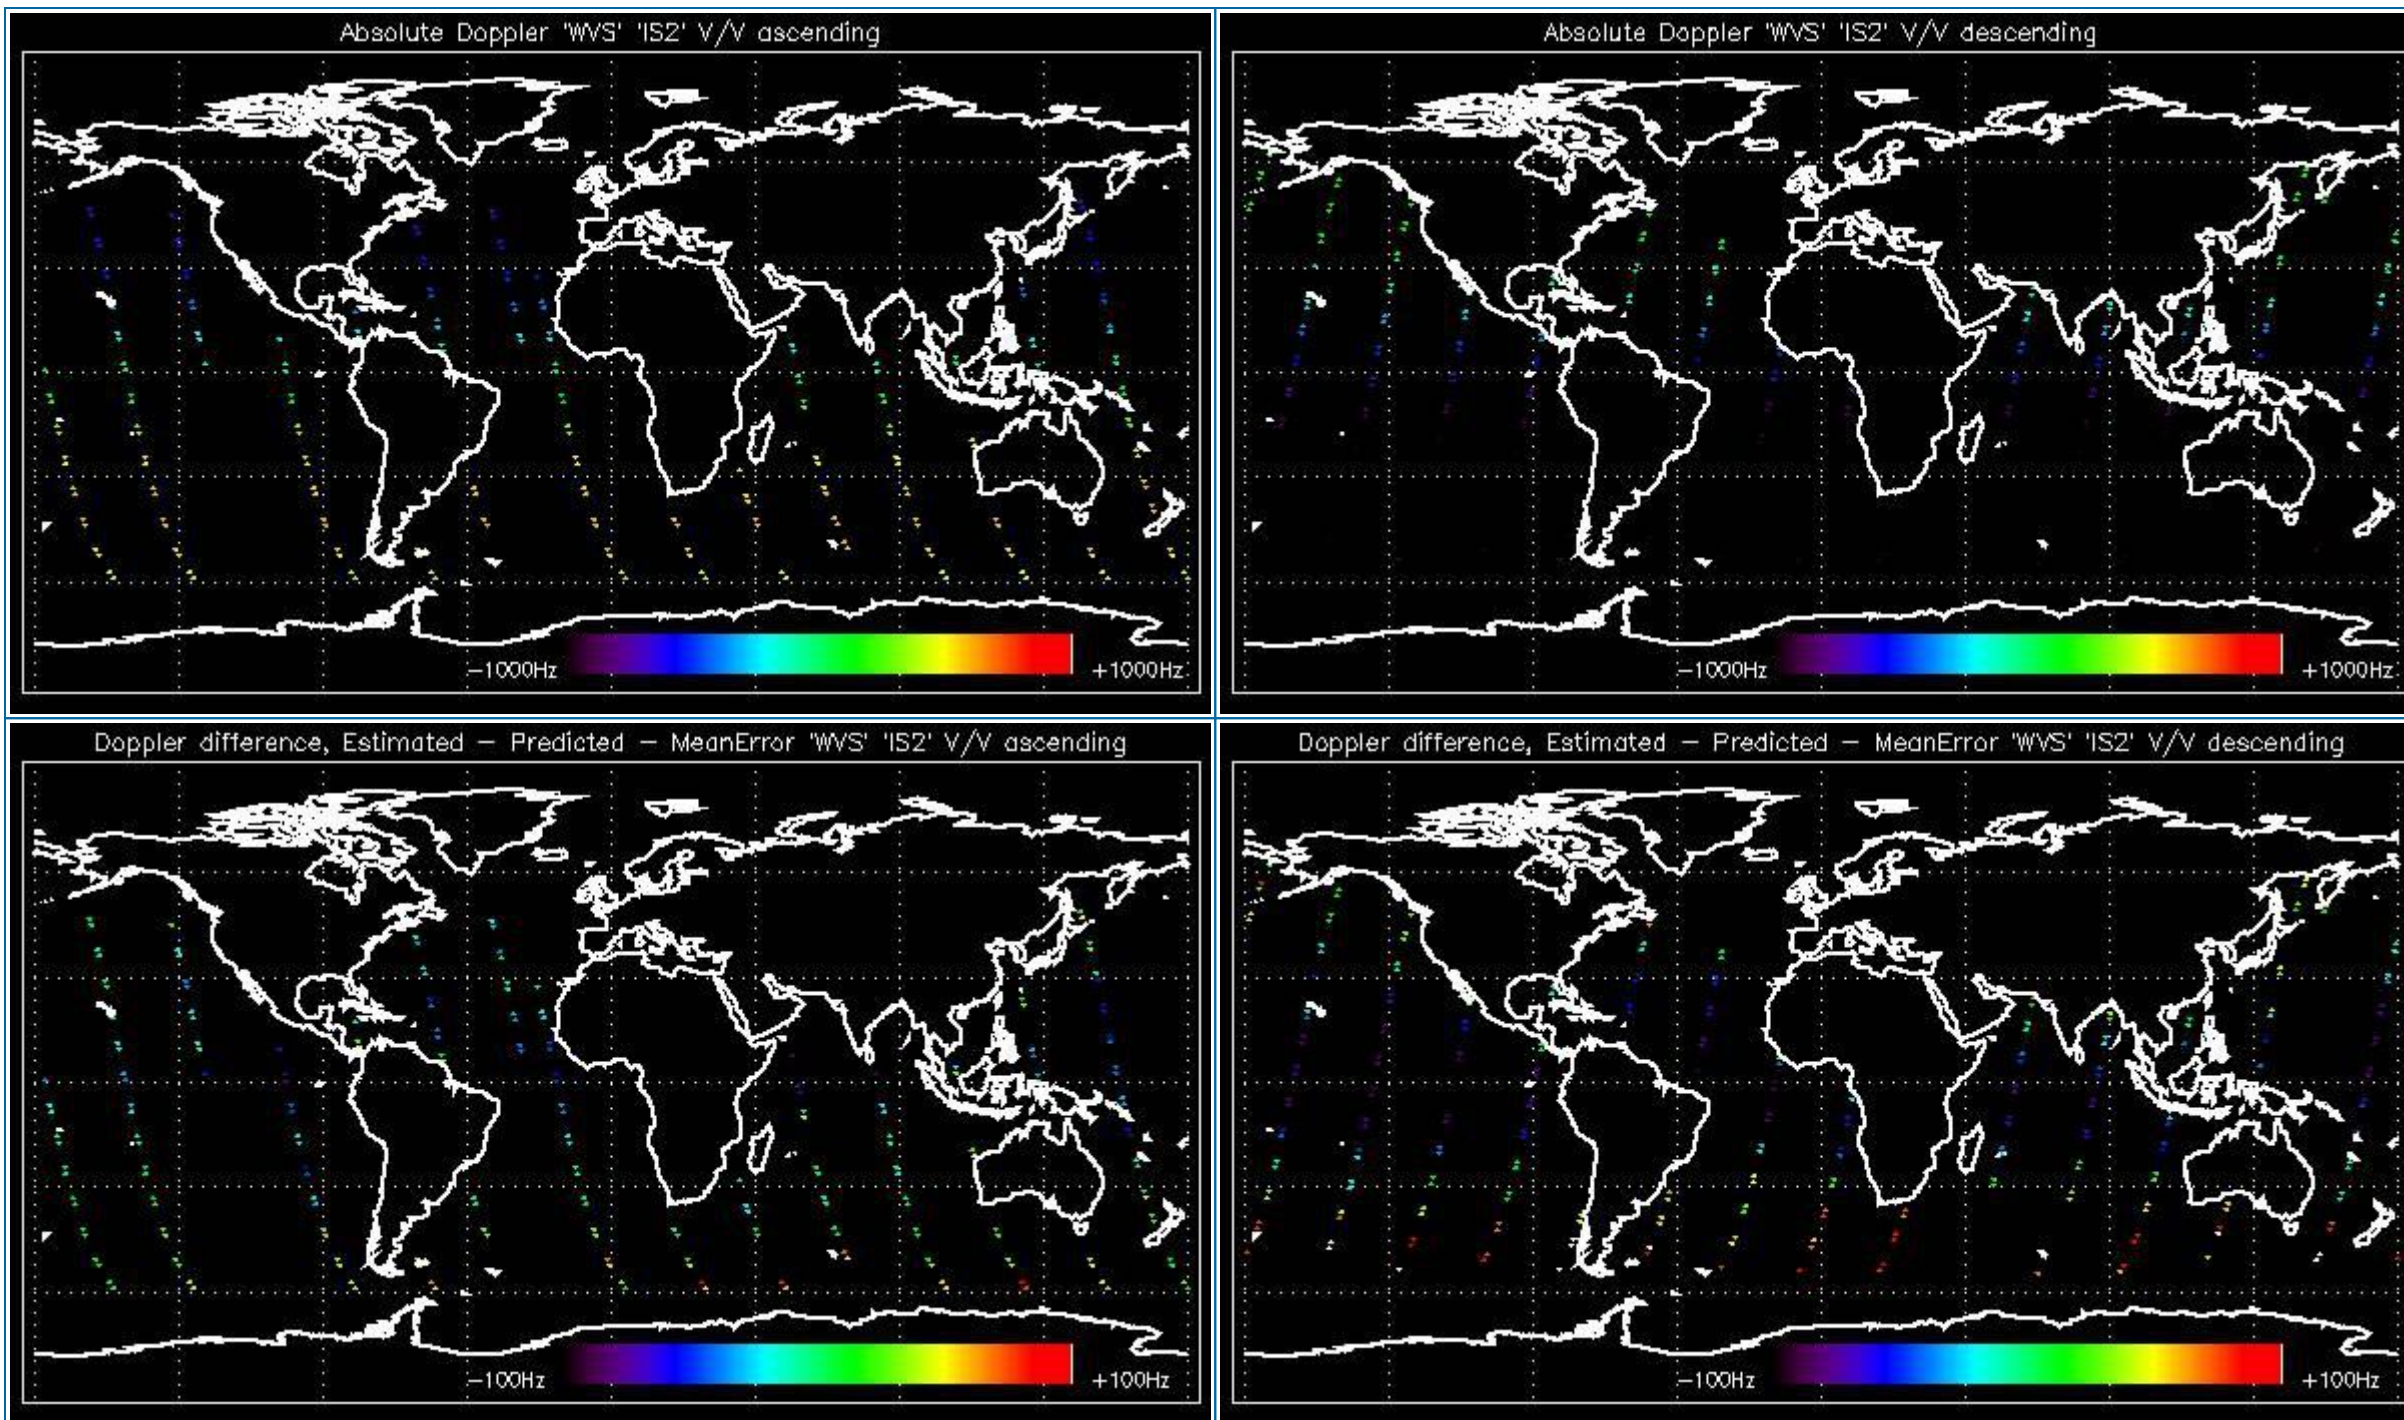 Absolute Doppler 'WVS' 'IS2' V/V ascending
-1000Hz
+1000Hz
Absolute Doppler 'WVS' 'IS2' V/V descending
-1000Hz
+1000Hz
Doppler difference, Estimated - Predicted - MeanError 'WVS' 'IS2' V/V ascending
-100Hz
+100Hz
Doppler difference, Estimated - Predicted - MeanError 'WVS' 'IS2' V/V descending
-100Hz
+100Hz